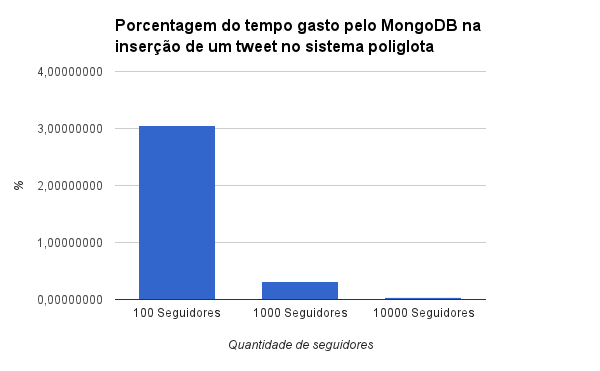 Porcentagem do tempo gasto pelo MongoDB na
inserção de um tweet no sistema poliglota
4,00000000
3,00000000
2,00000000
1,00000000
0,00000000
%
100 Seguidores
1000 Seguidores
10000 Seguidores
Quantidade de seguidores